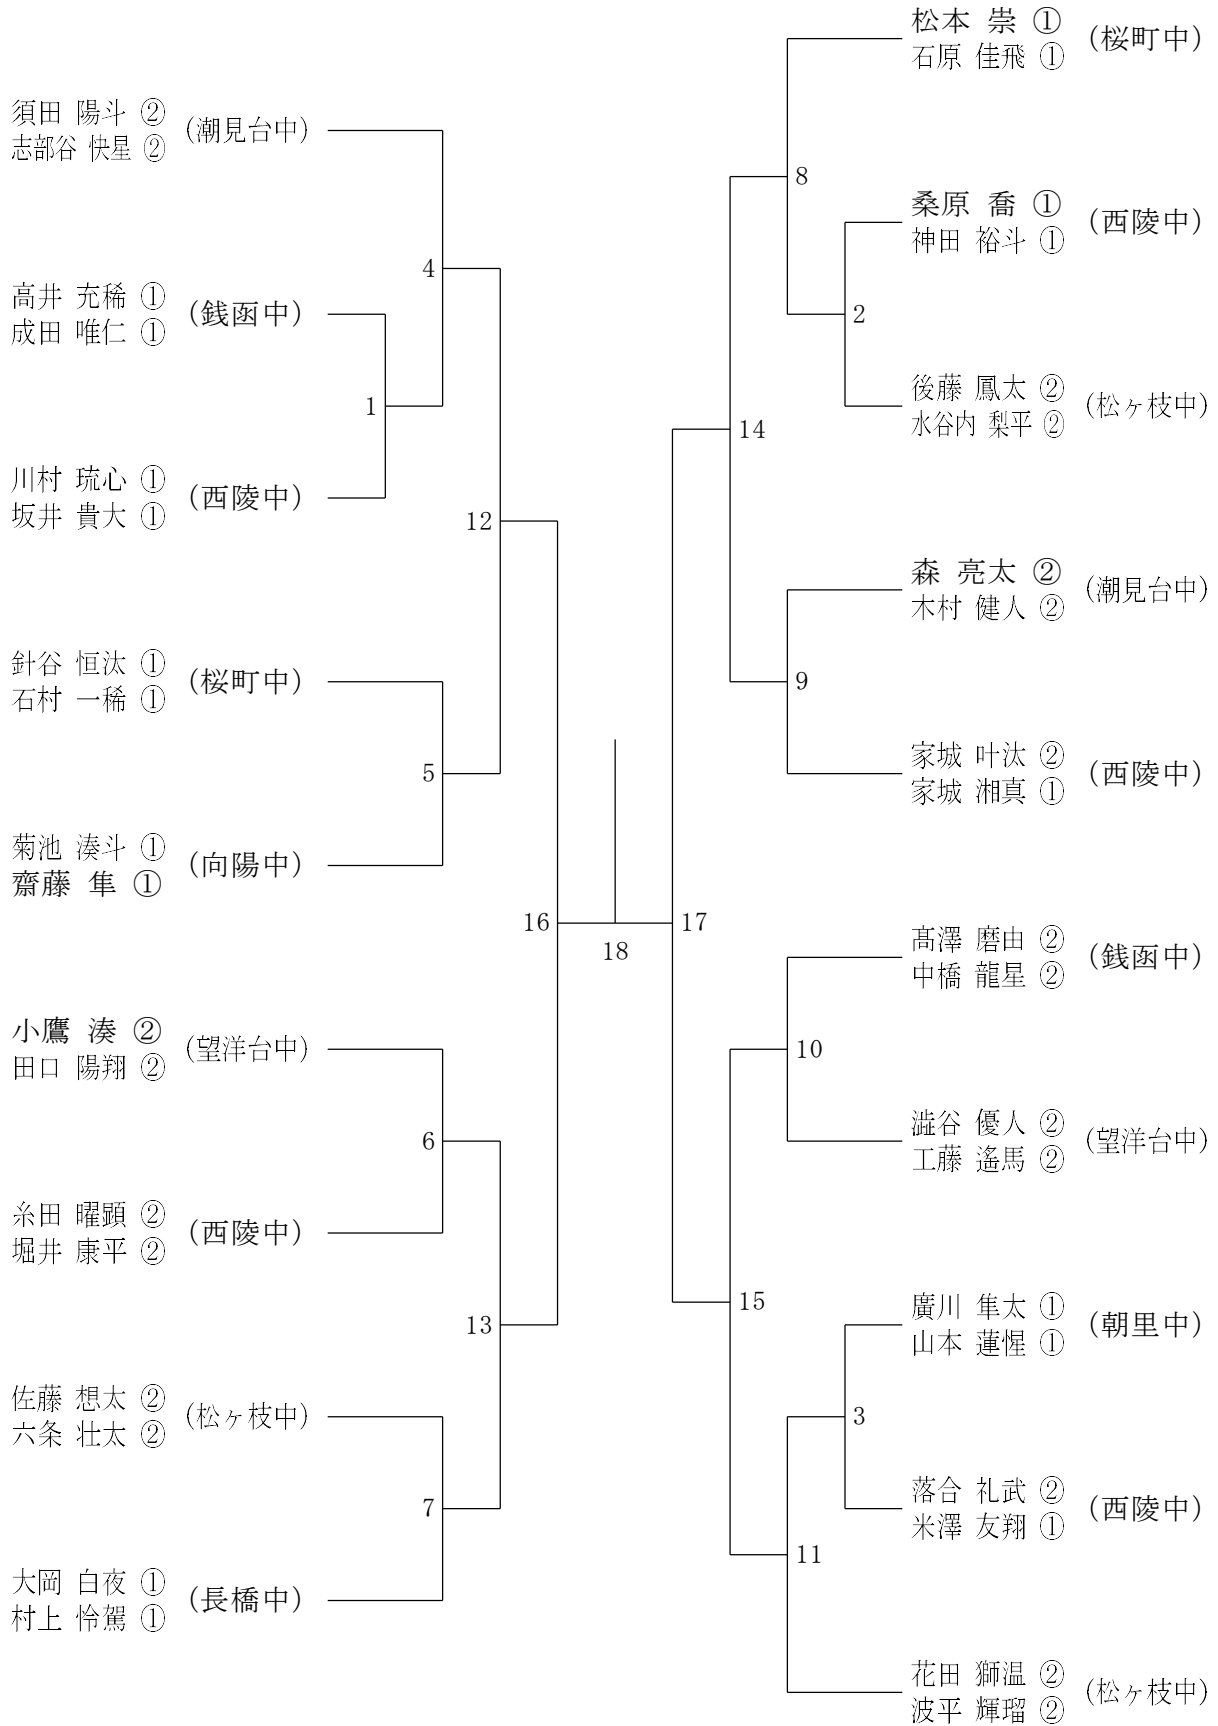 須田 陽斗 ②
志部谷 快星 ②
(潮見台中)
高井 充稀 ①
成田 唯仁 ①
(銭函中)
川村 琉心 ①
坂井 貴大 ①
(西陵中)
針谷 恒汰 ①
石村 一稀 ①
(桜町中)
菊池 湊斗 ①
齋藤 隼 ①
(向陽中)
小鷹 湊 ②
田口 陽翔 ②
(望洋台中)
糸田 曜顕 ②
堀井 康平 ②
(西陵中)
佐藤 想太 ②
六条 壮太 ②
(松ヶ枝中)
大岡 白夜 ①
村上 怜駕 ①
(長橋中)
1
4
5
6
7
12
13
16
18
17
14
15
8
9
10
11
2
3
松本 崇 ①
石原 佳飛 ①
(桜町中)
桑原 喬 ①
神田 裕斗 ①
(西陵中)
後藤 鳳太 ②
水谷内 梨平 ②
(松ヶ枝中)
森 亮太 ②
木村 健人 ②
(潮見台中)
家城 叶汰 ②
家城 湘真 ①
(西陵中)
髙澤 磨由 ②
中橋 龍星 ②
(銭函中)
澁谷 優人 ②
工藤 遙馬 ②
(望洋台中)
廣川 隼太 ①
山本 蓮惺 ①
(朝里中)
落合 礼武 ②
米澤 友翔 ①
(西陵中)
花田 獅温 ②
波平 輝瑠 ②
(松ヶ枝中)